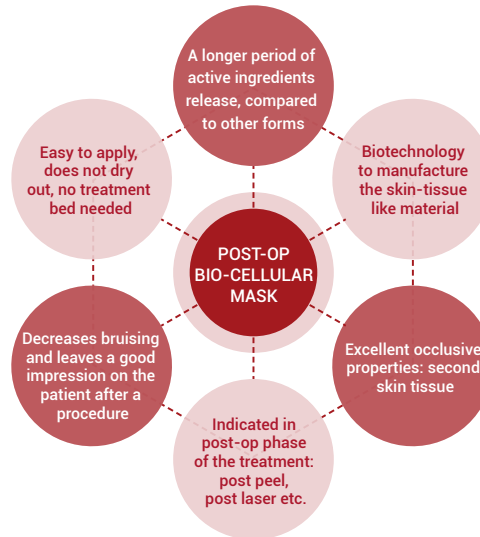 A longer period of
active ingredients
release, compared
to other forms
Easy to apply,
does not dry
out, no treatment
bed needed
Biotechnology
to manufacture
the skin-tissue
like material
POST-OP
BIO-CELLULAR
MASK
Decreases bruising
and leaves a good
impression on the
patient after a
procedure
Excellent occlusive
properties: second
skin tissue
Indicated in
post-op phase
of the treatment:
post peel,
post laser etc.